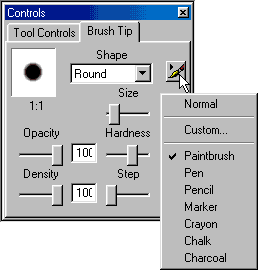 Controls
Tool Controls Brush Tip
Shape
Round
1:1
Size
Opacity Hardness
100
Density Step
100
Normal
Custom...
Paintbrush
Pen
Pencil
Marker
Crayon
Chalk
Charcoal